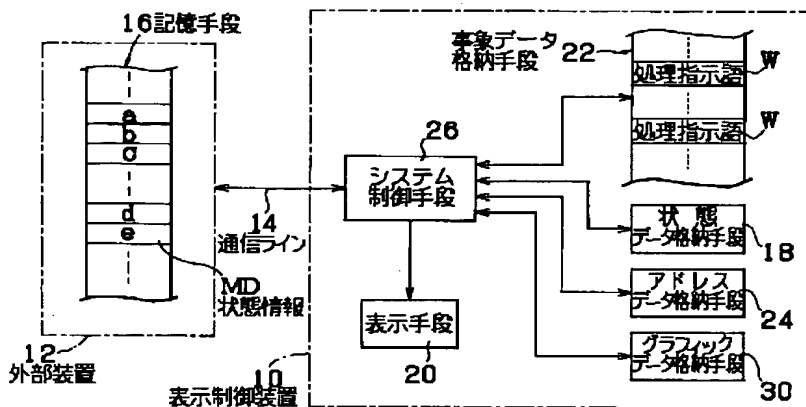 16記憶手段
a
b
c
d
e
MD
状態情報
12
外部装置
14
通信ライン
26
システム
制御手段
表示手段
20
10
表示制御装置
事象データ
格納手段
22
処理指示語
W
処理指示語
W
状態
データ格納手段
18
アドレス
データ格納手段
24
グラフィック
データ格納手段
30